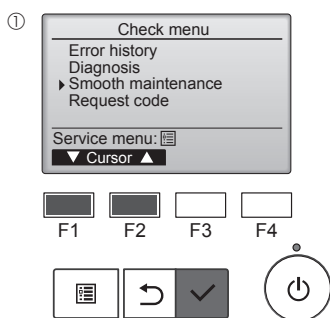 ①
Check menu
Error history
Diagnosis
Smooth maintenance
Request code
Service menu:
▼ Cursor ▲
F1 F2 F3 F4